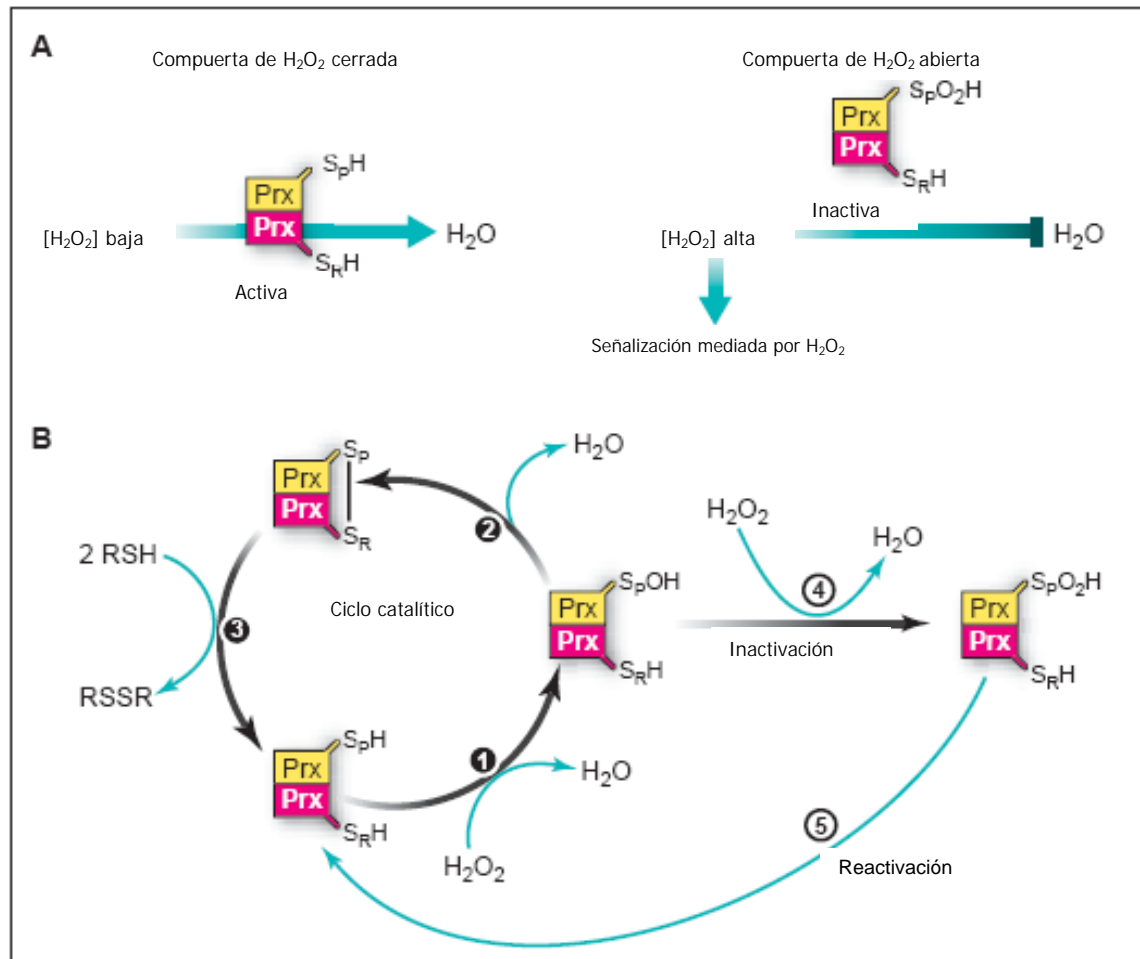 A
Compuerta de H₂O₂ cerrada
Compuerta de H₂O₂ abierta
SₚO₂H
Prx
Prx
SᵣH
SₚH
Prx
Prx
SᵣH
[H₂O₂] baja
H₂O
Activa
Inactiva
[H₂O₂] alta
H₂O
Señalización mediada por H₂O₂
B
Sₚ
Prx
Prx
Sᵣ
H₂O
2
2 RSH
3
RSSR
Ciclo catalítico
SₚOH
Prx
Prx
SᵣH
H₂O₂
H₂O
4
Inactivación
SₚO₂H
Prx
Prx
SᵣH
SₚH
Prx
Prx
SᵣH
1
H₂O
H₂O₂
5
Reactivación